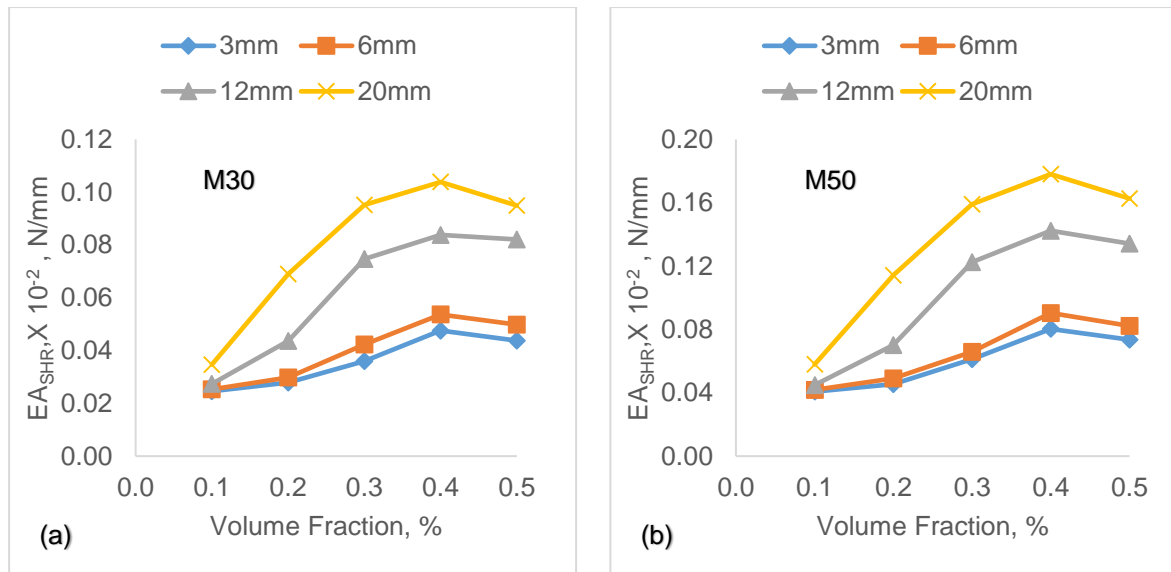 3mm 6mm
12mm 20mm
M30
EA_SHR,X 10⁻² , N/mm
0.12
0.10
0.08
0.06
0.04
0.02
0.00
0.0 0.1 0.2 0.3 0.4 0.5
Volume Fraction, %
(a)
3mm 6mm
12mm 20mm
M50
EA_SHR,X 10⁻² , N/mm
0.20
0.16
0.12
0.08
0.04
0.00
0.0 0.1 0.2 0.3 0.4 0.5
Volume Fraction, %
(b)